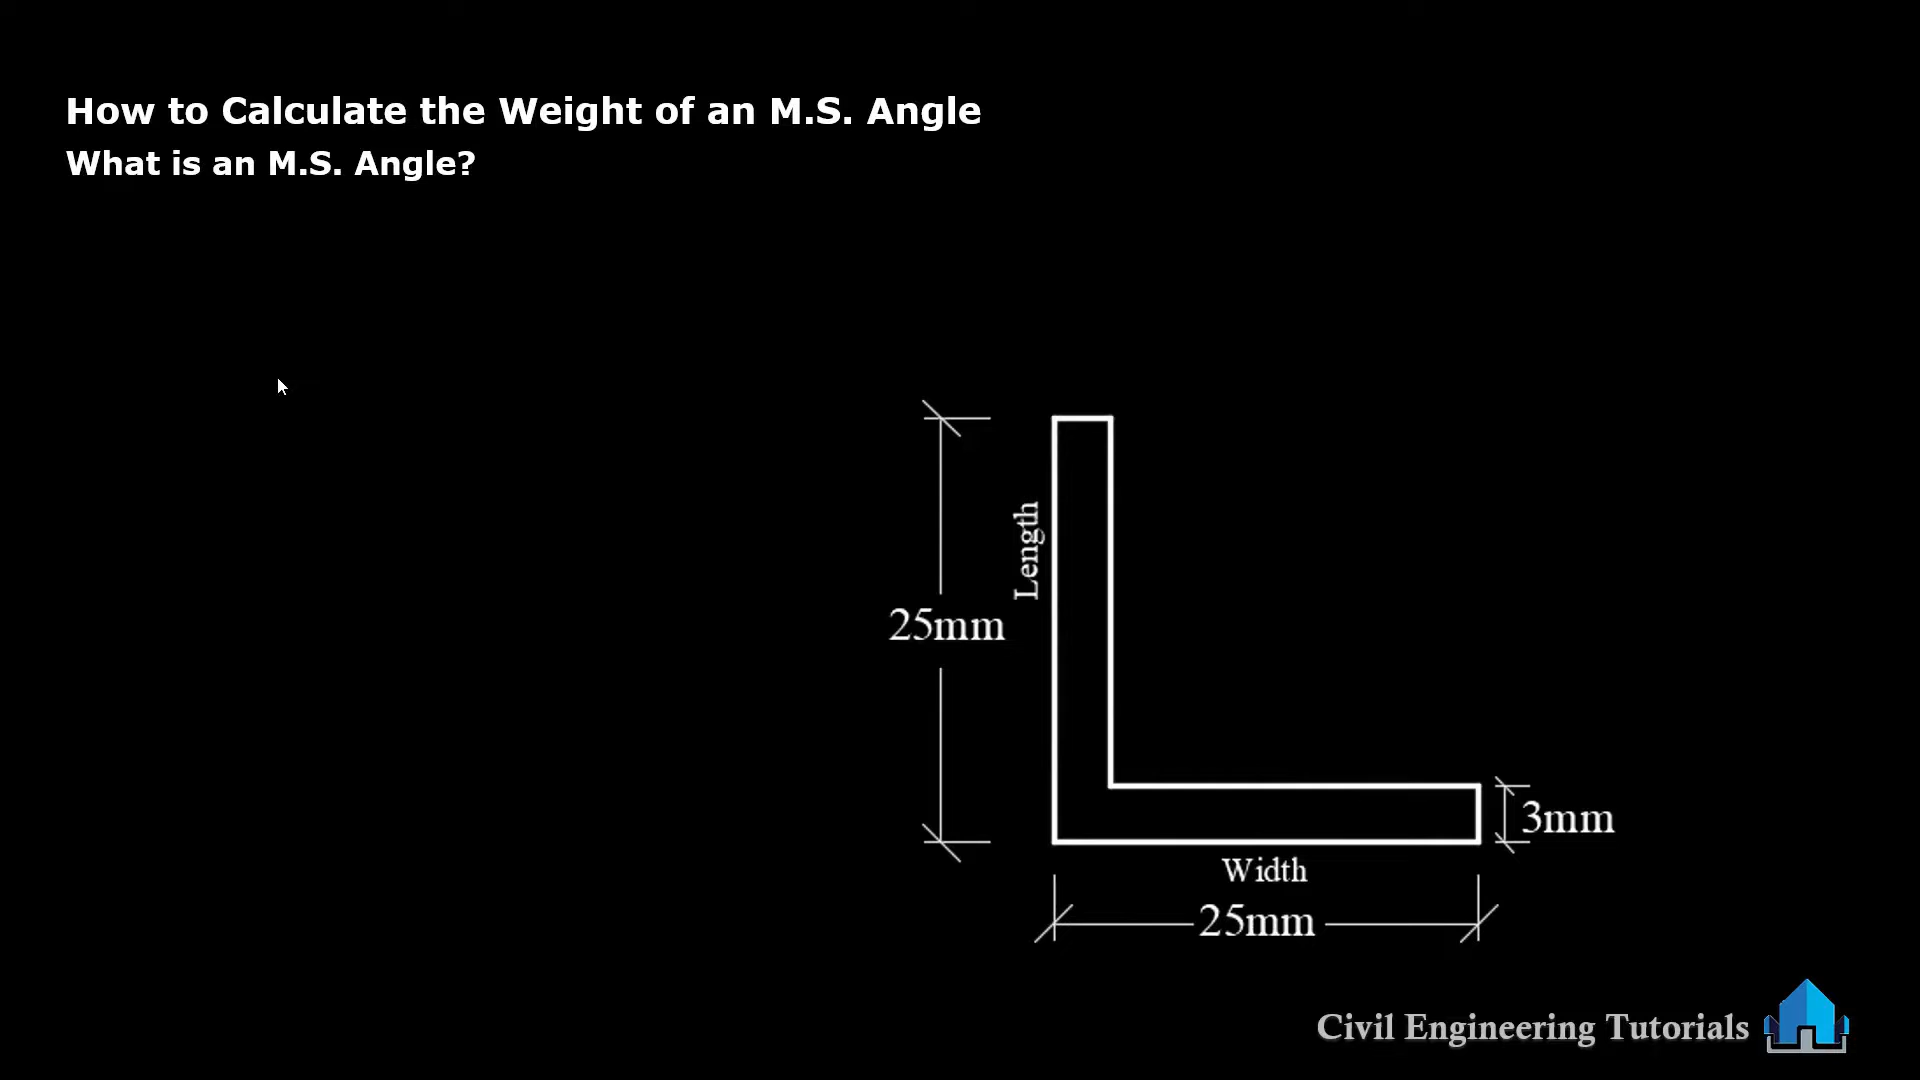 How to Calculate the Weight of an M.S. Angle
What is an M.S. Angle?
Length
25mm
3mm
Width
25mm
Civil Engineering Tutorials